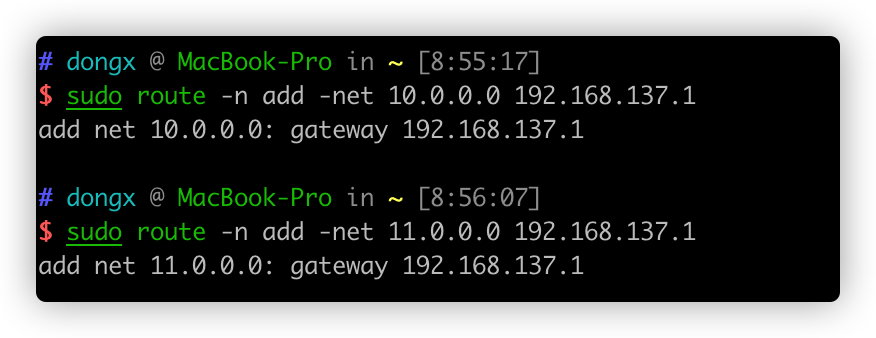 # dongx @ MacBook-Pro in ~ [8:55:17]
$ sudo route -n add -net 10.0.0.0 192.168.137.1
add net 10.0.0.0: gateway 192.168.137.1
# dongx @ MacBook-Pro in ~ [8:56:07]
$ sudo route -n add -net 11.0.0.0 192.168.137.1
add net 11.0.0.0: gateway 192.168.137.1